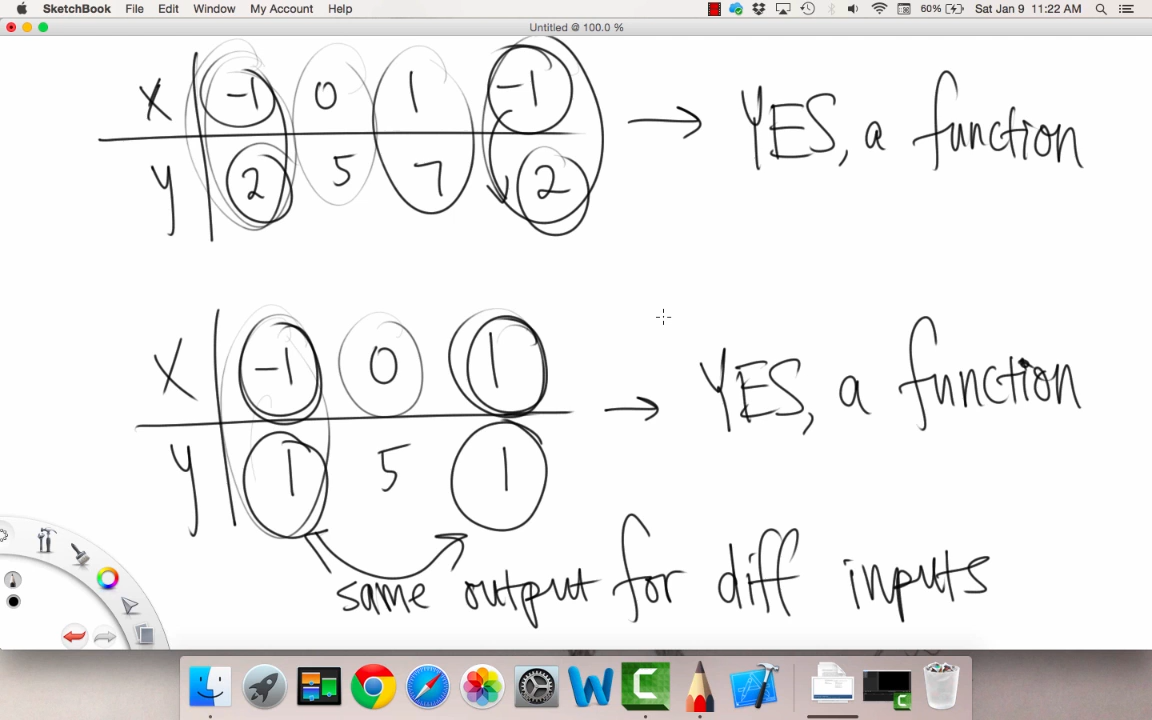 SketchBook File Edit Window My Account Help 60% Sat Jan 9 11:22 AM
Untitled @ 100.0 %
x -1 0 1 -1 → YES, a function
y 2 5 7 2
x -1 0 1 → YES, a function
y 1 5 1
same output for diff inputs